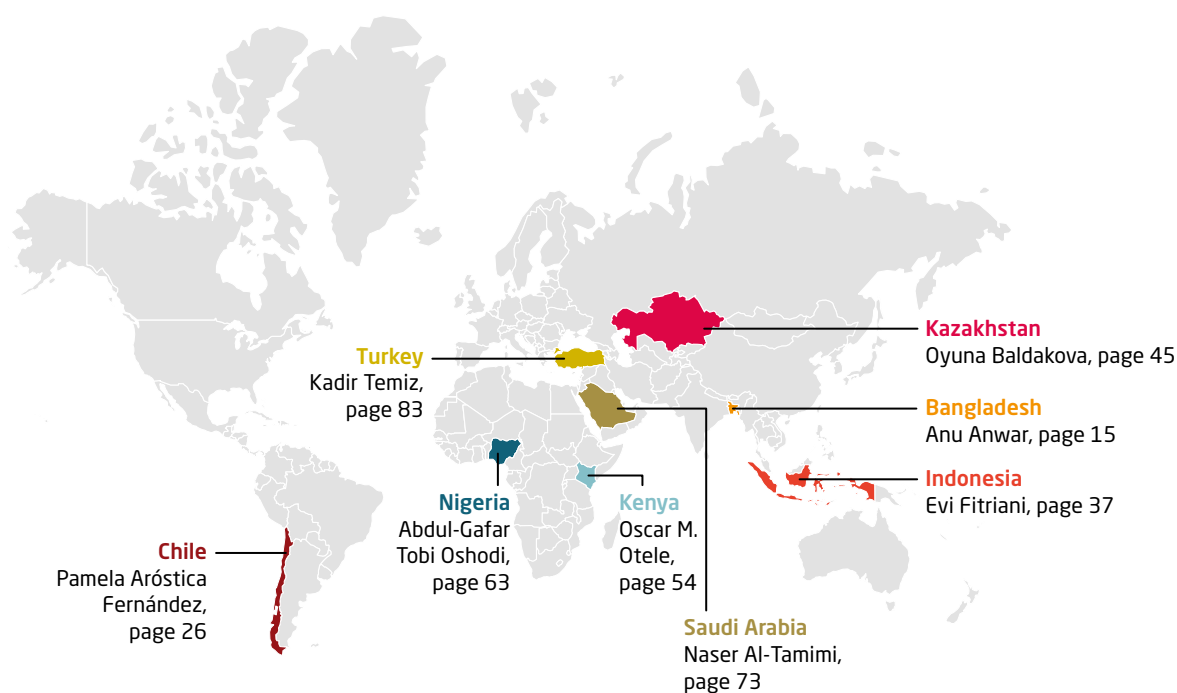 Kazakhstan
Oyuna Baldakova, page 45
Turkey
Kadir Temiz,
page 83
Bangladesh
Anu Anwar, page 15
Indonesia
Evi Fitriani, page 37
Nigeria
Abdul-Gafar
Tobi Oshodi,
page 63
Kenya
Oscar M.
Otele,
page 54
Chile
Pamela Aróstica
Fernández,
page 26
Saudi Arabia
Naser Al-Tamimi,
page 73